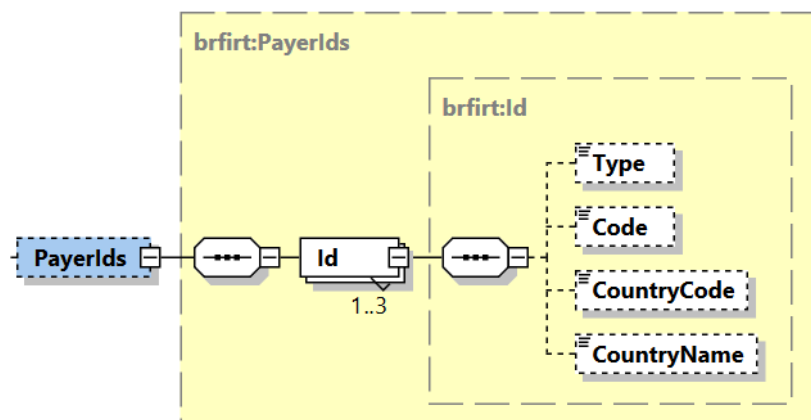 brfirt:PayerIds
brfirt:Id
Type
Code
PayerIds
Id
1..3
CountryCode
CountryName